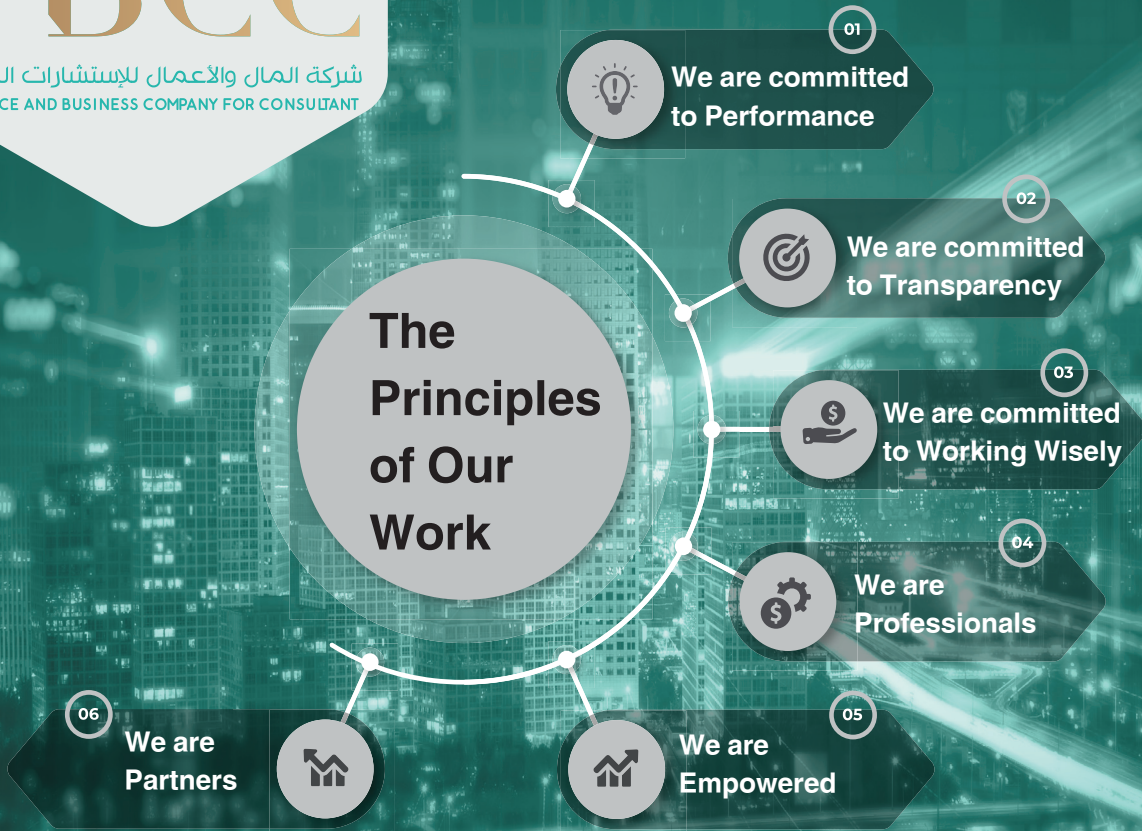 BCC
شركة المال والأعمال للإستشارات
AND BUSINESS COMPANY FOR CONSULTANT
01
We are committed
to Performance
02
We are committed
to Transparency
03
We are committed
to Working Wisely
The
Principles
of Our
Work
04
We are
Professionals
05
We are
Empowered
06
We are
Partners